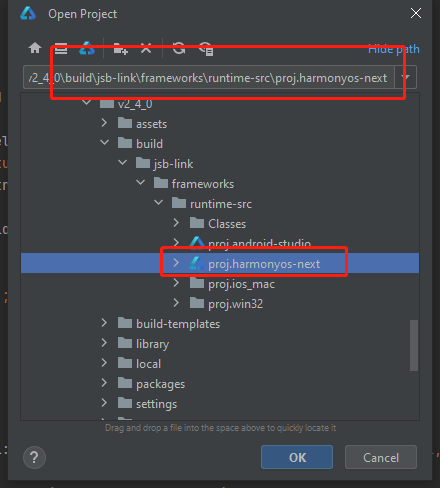 Open Project
Hide path
v2_4_0\build\jsb-link\frameworks\runtime-src\proj.harmonyos-next
v2_4_0
assets
build
jsb-link
frameworks
runtime-src
Classes
proj.android-studio
proj.harmonyos-next
proj.ios_mac
proj.win32
build-templates
library
local
packages
settings
Drag and drop a file into the space above to quickly locate it
?
OK
Cancel